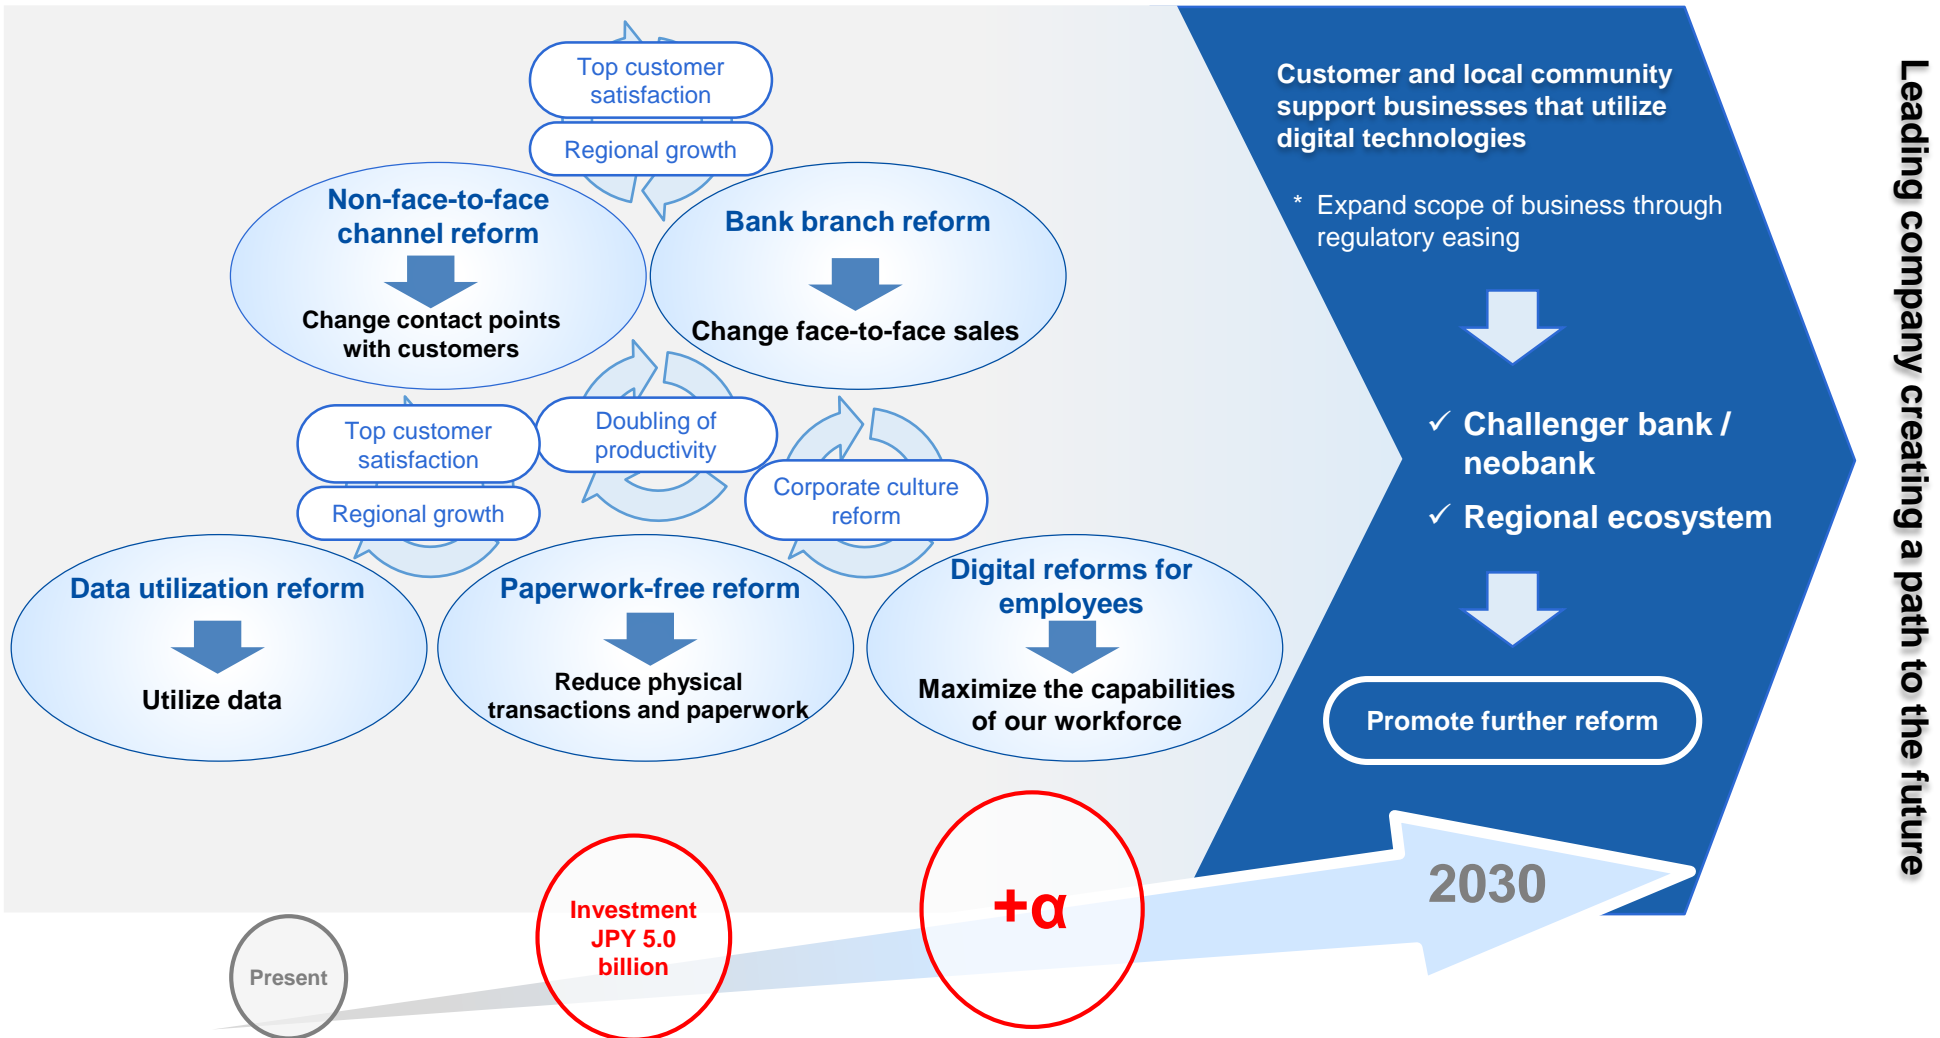 Top customer
satisfaction
Regional growth
Non-face-to-face
channel reform
Change contact points
with customers
Bank branch reform
Change face-to-face sales
Top customer
satisfaction
Regional growth
Doubling of
productivity
Corporate culture
reform
Data utilization reform
Utilize data
Paperwork-free reform
Reduce physical
transactions and paperwork
Digital reforms for
employees
Maximize the capabilities
of our workforce
Customer and local community
support businesses that utilize
digital technologies
* Expand scope of business through
regulatory easing
✓ Challenger bank /
neobank
✓ Regional ecosystem
Promote further reform
Present
Investment
JPY 5.0
billion
+α
2030
Leading company creating a path to the future